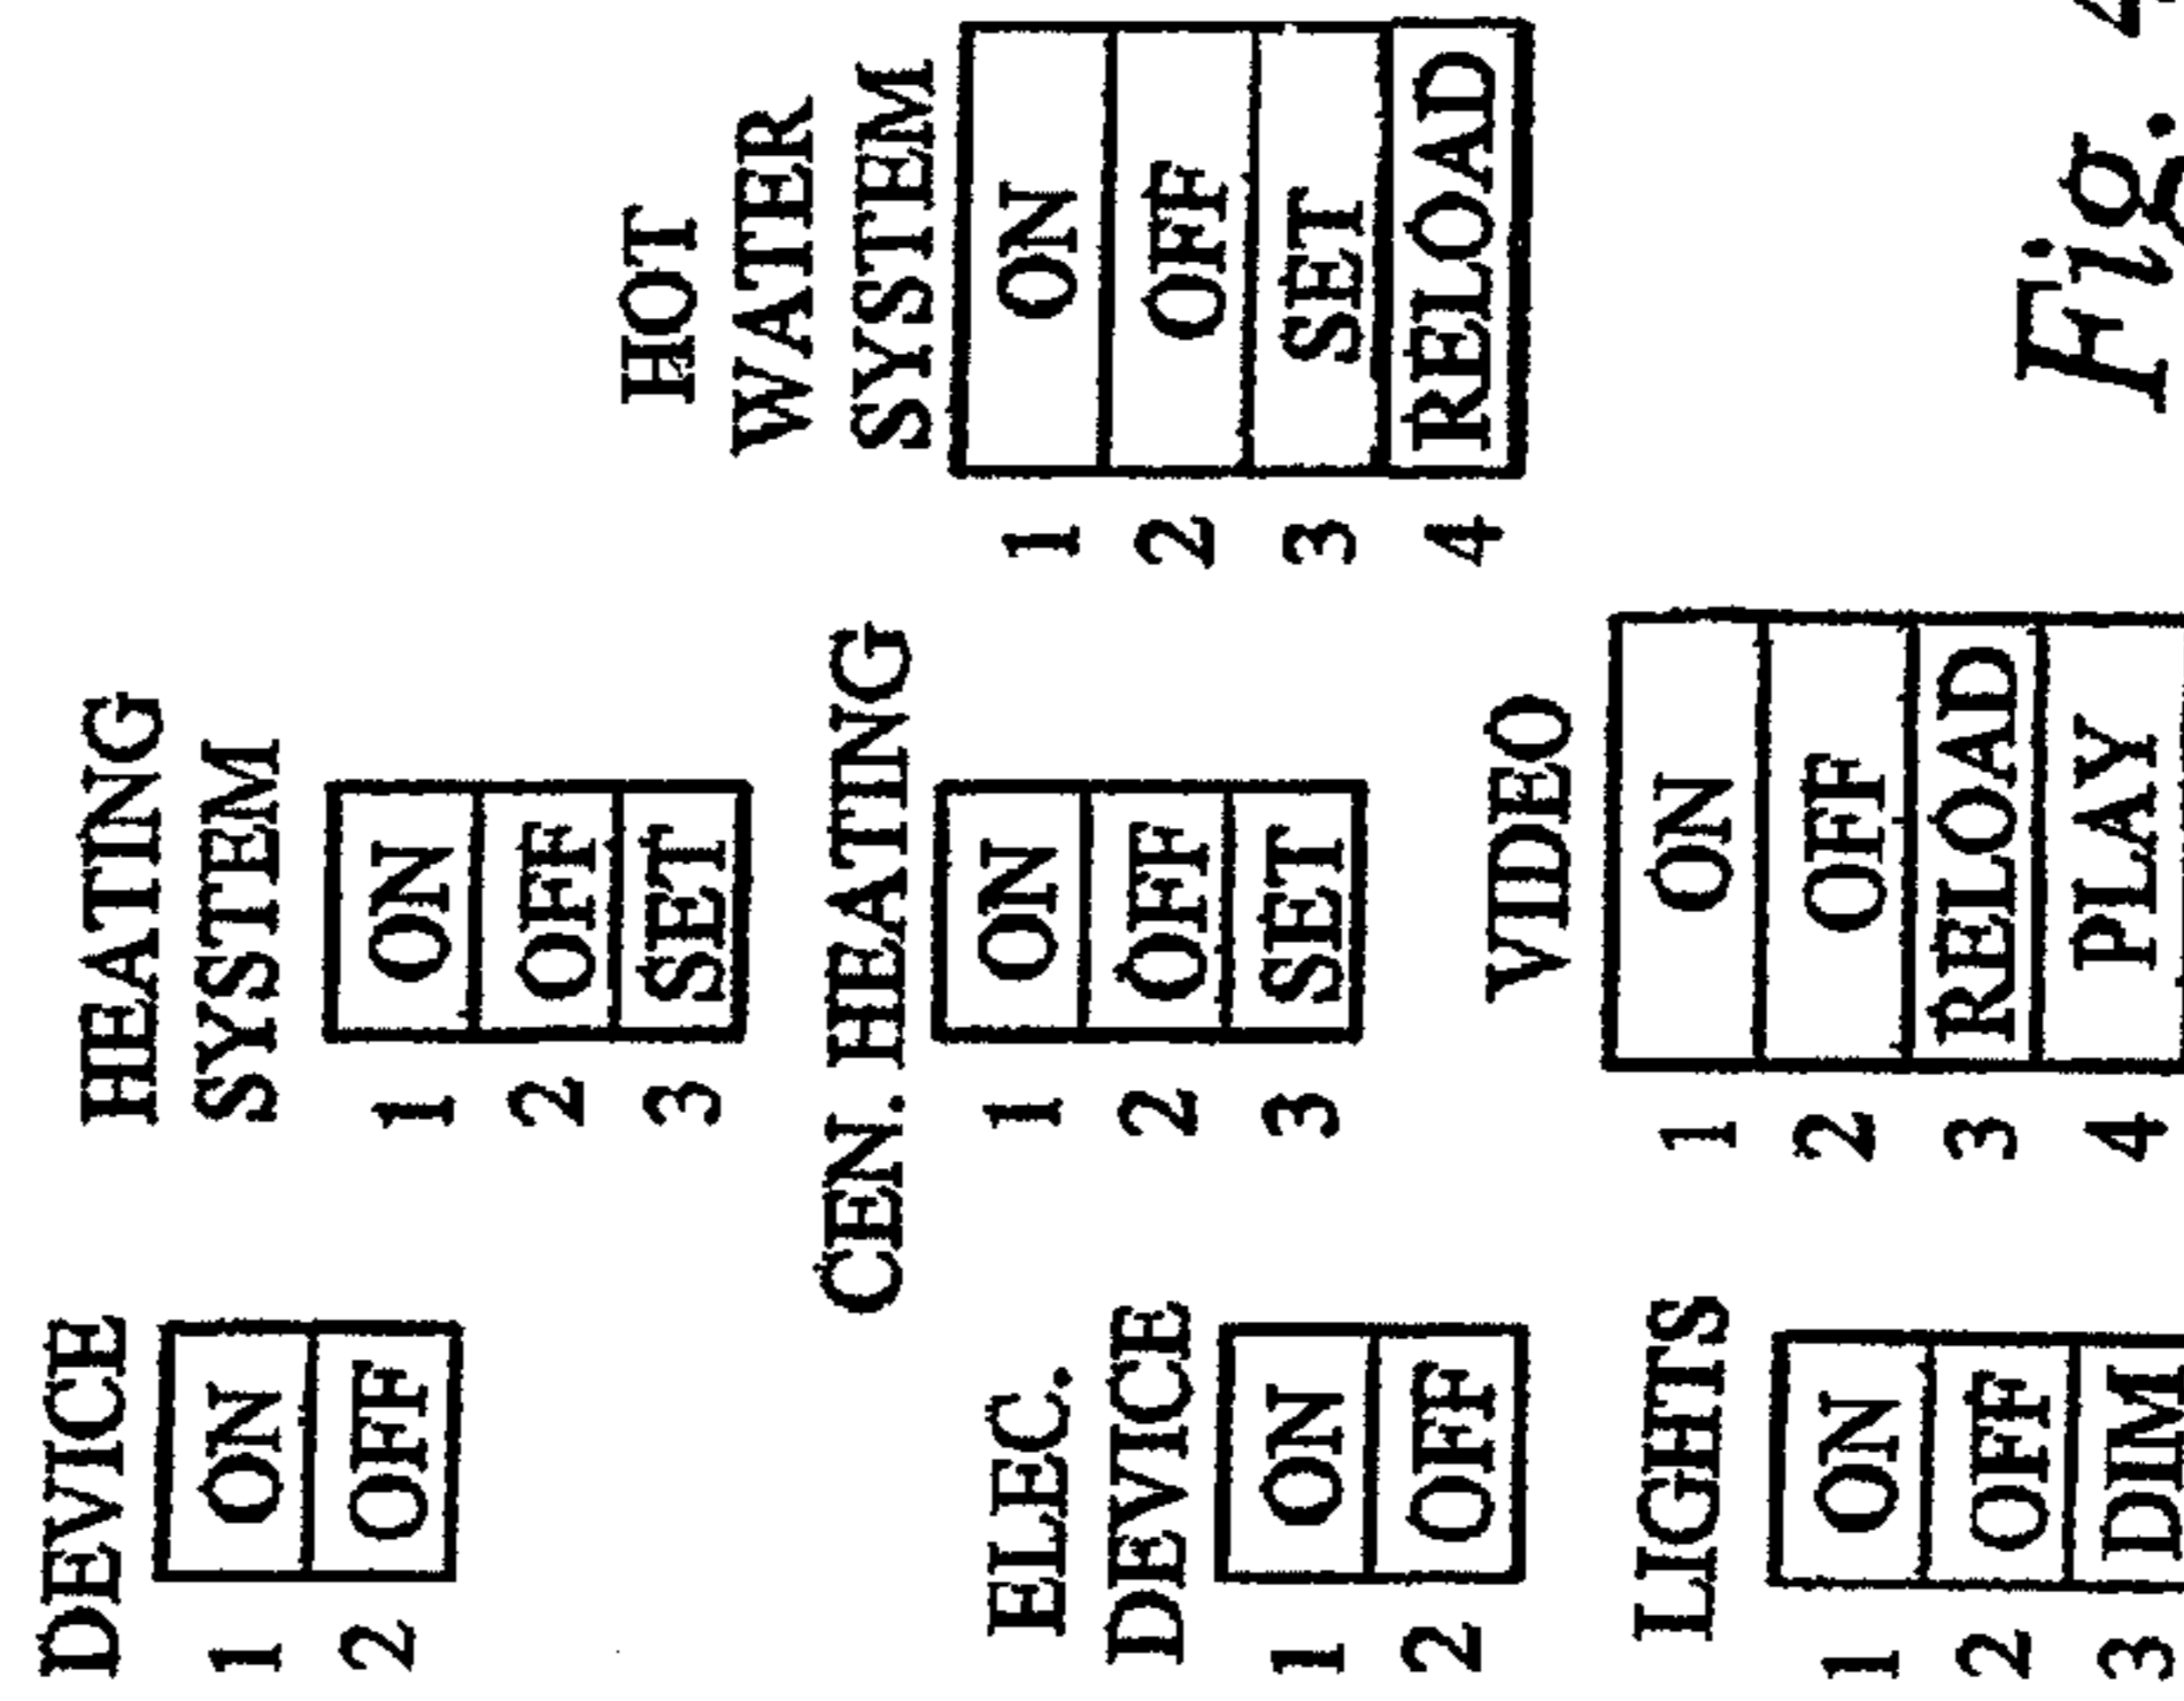 DEVICE
1 ON
2 OFF
HEATING
SYSTEM
1 ON
2 OFF
3 SET
ELEC.
DEVICE
1 ON
2 OFF
CEN. HEATING
1 ON
2 OFF
3 SET
HOT
WATER
SYSTEM
1 ON
2 OFF
3 SET
4 RELOAD
LIGHTS
1 ON
2 OFF
3 DIM
VIDEO
1 ON
2 OFF
3 RELOAD
4 PLAY
Fig. 4